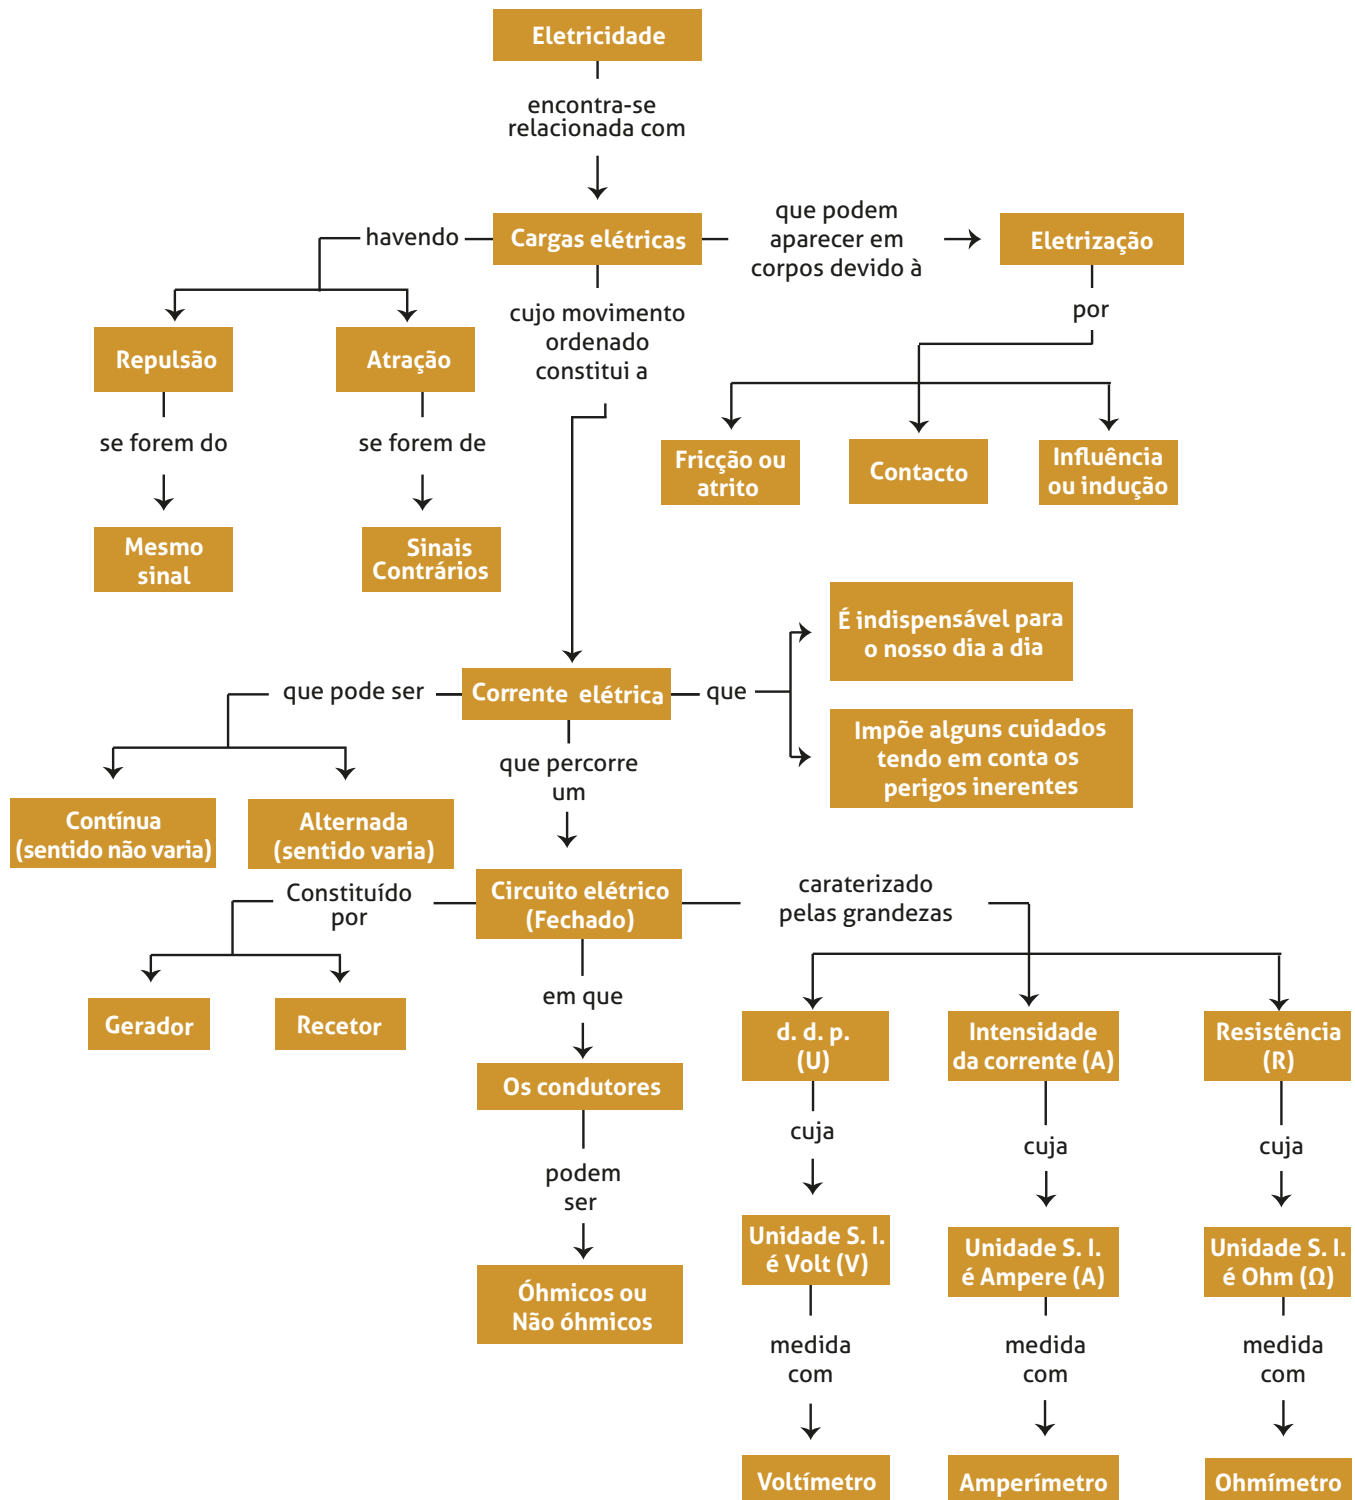 Eletricidade
encontra-se
relacionada com
havendo
Cargas elétricas
que podem
aparecer em
corpos devido à
Eletrização
Repulsão
Atração
cujo movimento
ordenado
constitui a
por
se forem do
se forem de
Fricção ou
atrito
Contacto
Influência
ou indução
Mesmo
sinal
Sinais
Contrários
É indispensável para
o nosso dia a dia
que pode ser
Corrente elétrica
que
Impõe alguns cuidados
tendo em conta os
perigos inerentes
que percorre
um
Contínua
(sentido não varia)
Alternada
(sentido varia)
Constituído
por
Circuito elétrico
(Fechado)
caraterizado
pelas grandezas
Gerador
Recetor
em que
d. d. p.
(U)
Intensidade
da corrente (A)
Resistência
(R)
Os condutores
cuja
cuja
cuja
podem
ser
Unidade S. I.
é Volt (V)
Unidade S. I.
é Ampere (A)
Unidade S. I.
é Ohm (Ω)
Óhmicos ou
Não óhmicos
medida
com
medida
com
medida
com
Voltímetro
Amperímetro
Ohmímetro